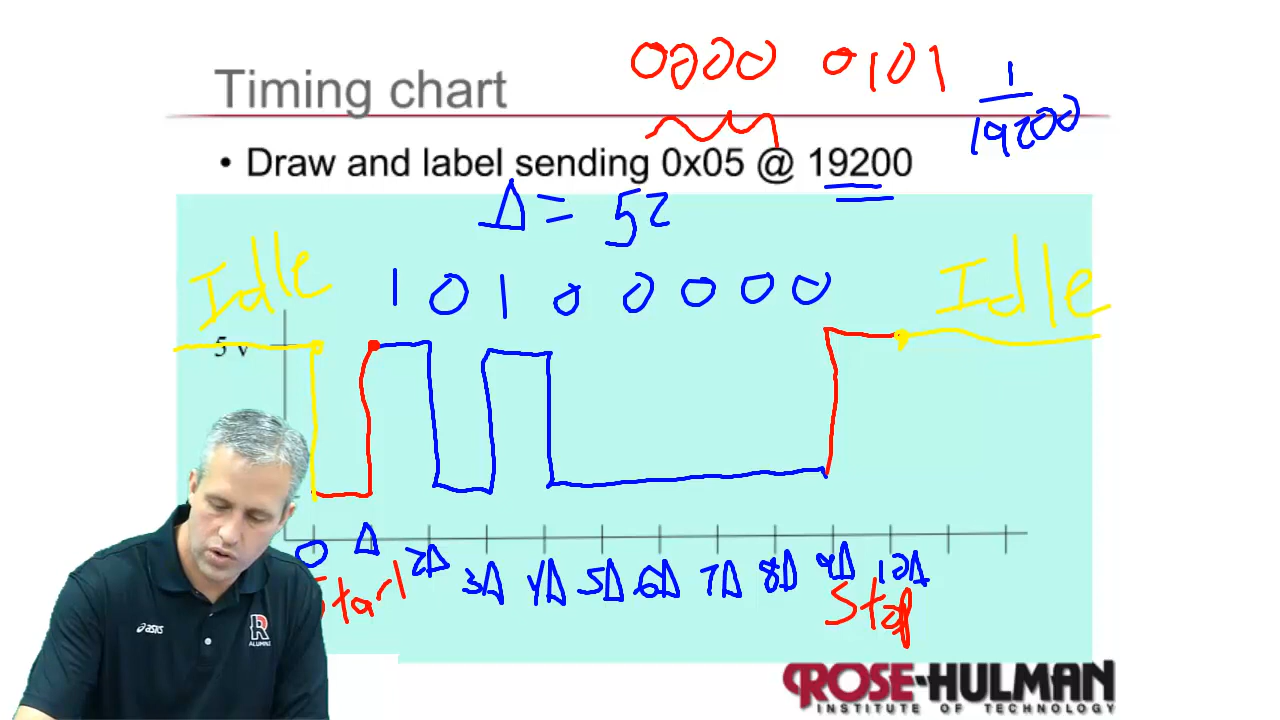 0000 0101
Timing chart
1
19200
• Draw and label sending 0x05 @ 19200
Δ = 52
Idle
1 0 1 0 0 0 0 0
Idle
5 v
0 Δ 2Δ 3Δ 4Δ 5Δ 6Δ 7Δ 8Δ 9Δ 10Δ
Start
Stop
asics
R
ALUMINI
ROSE-HULMAN
INSTITUTE OF TECHNOLOGY